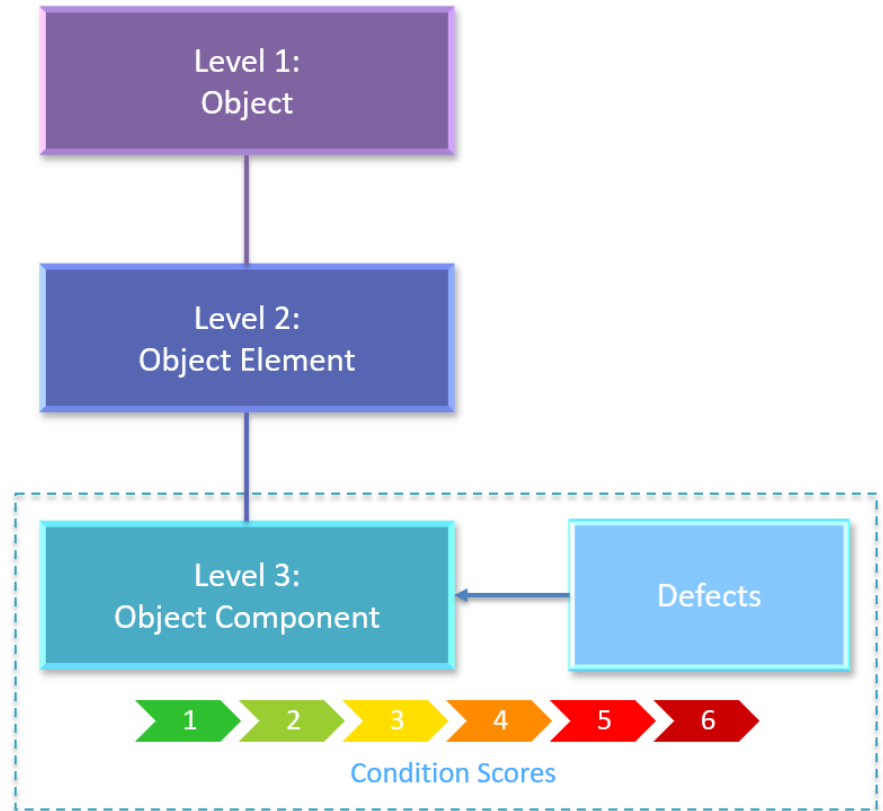 Level 1:
Object
Level 2:
Object Element
Level 3:
Object Component
Defects
1 2 3 4 5 6
Condition Scores